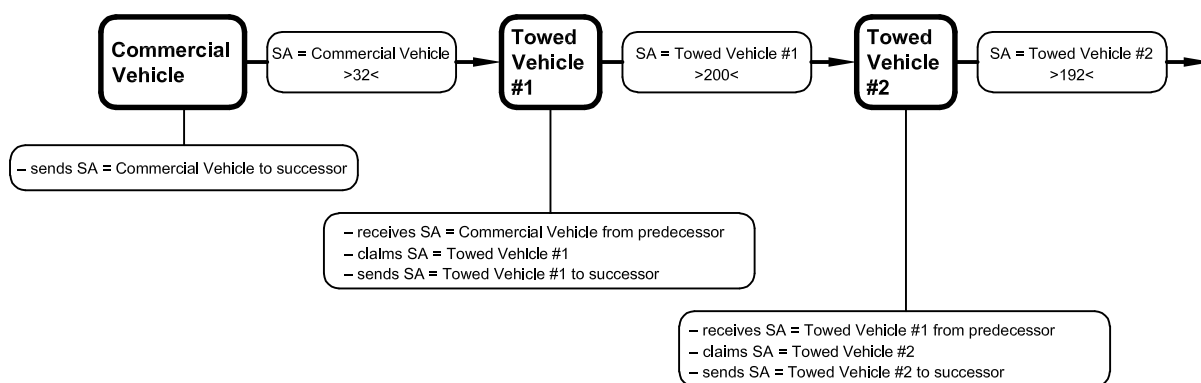 Commercial
Vehicle
SA = Commercial Vehicle
>32<
Towed
Vehicle
#1
SA = Towed Vehicle #1
>200<
Towed
Vehicle
#2
SA = Towed Vehicle #2
>192<
– sends SA = Commercial Vehicle to successor
– receives SA = Commercial Vehicle from predecessor
– claims SA = Towed Vehicle #1
– sends SA = Towed Vehicle #1 to successor
– receives SA = Towed Vehicle #1 from predecessor
– claims SA = Towed Vehicle #2
– sends SA = Towed Vehicle #2 to successor